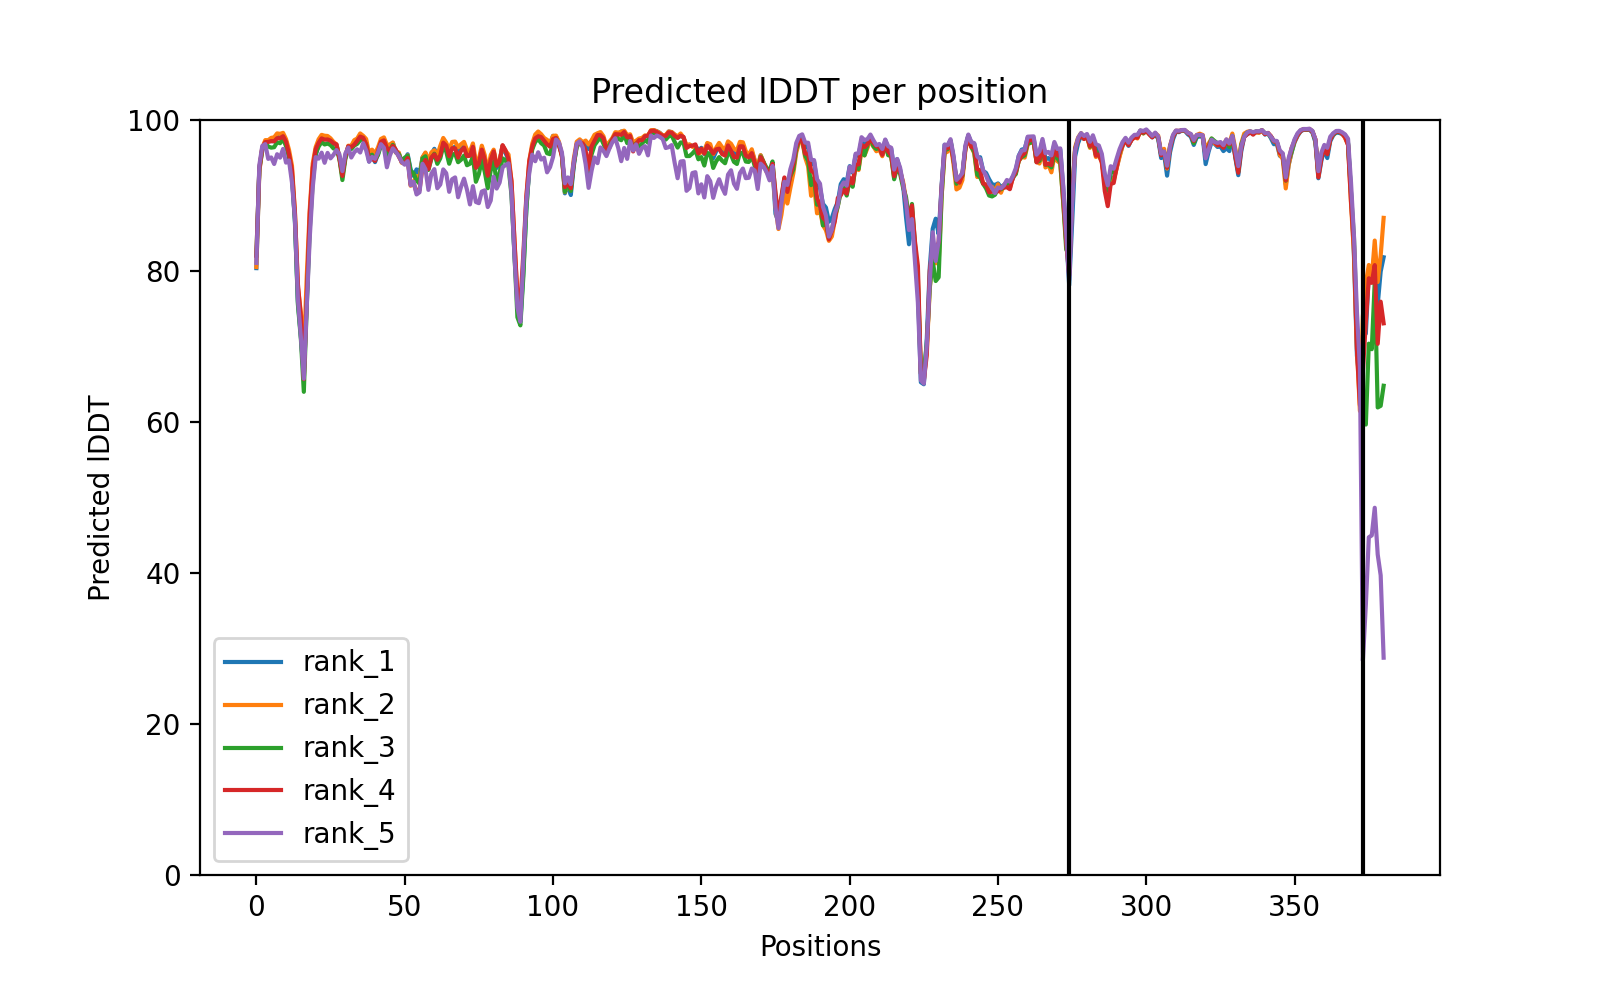 Predicted lDDT per position
100
80
60
40
20
0
Predicted lDDT
rank_1
rank_2
rank_3
rank_4
rank_5
0 50 100 150 200 250 300 350
Positions